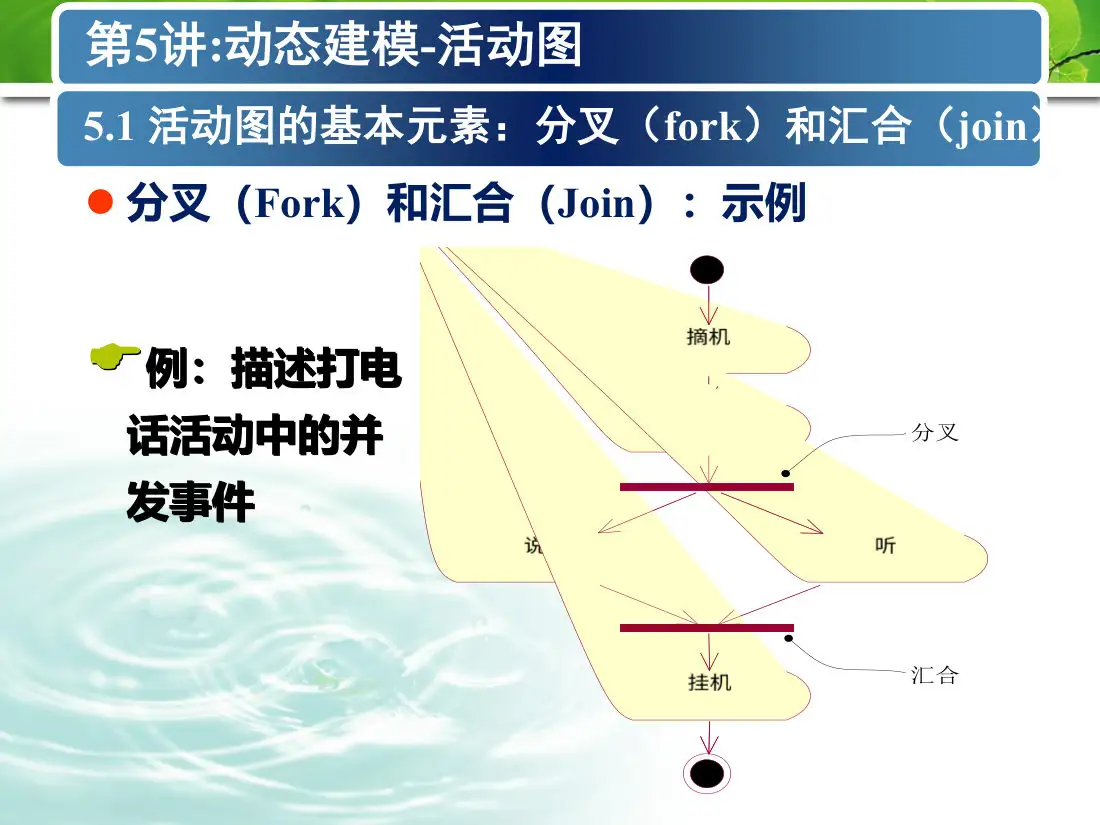 第5讲:动态建模-活动图
5.1 活动图的基本元素：分叉（fork）和汇合（join）
分叉（Fork）和汇合（Join）：示例
摘机
例：描述打电
话活动中的并
发事件
分叉
说
听
汇合
挂机